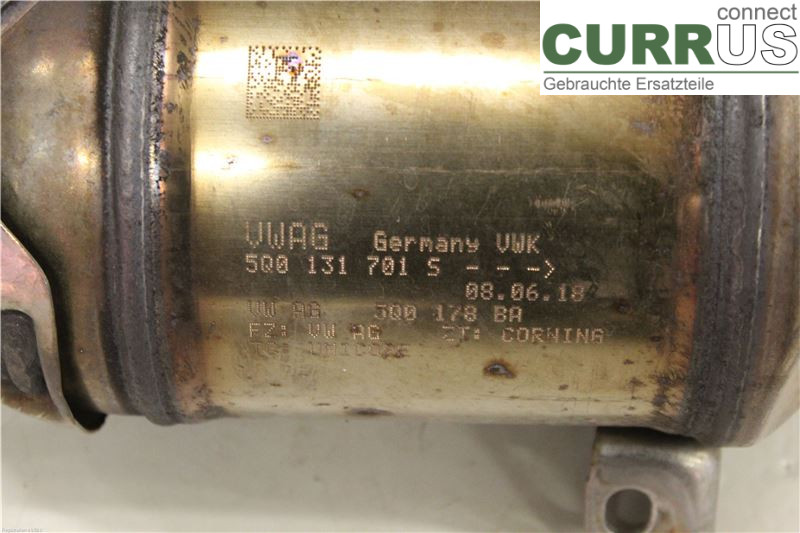 connect
CURRUS
Gebrauchte Ersatzteile
VWAG Germany VWK
5Q0 131 701 S - - ->
08.06.18
VW AG 5Q0 178 BA
FZ: VW AG ZT: CORNING